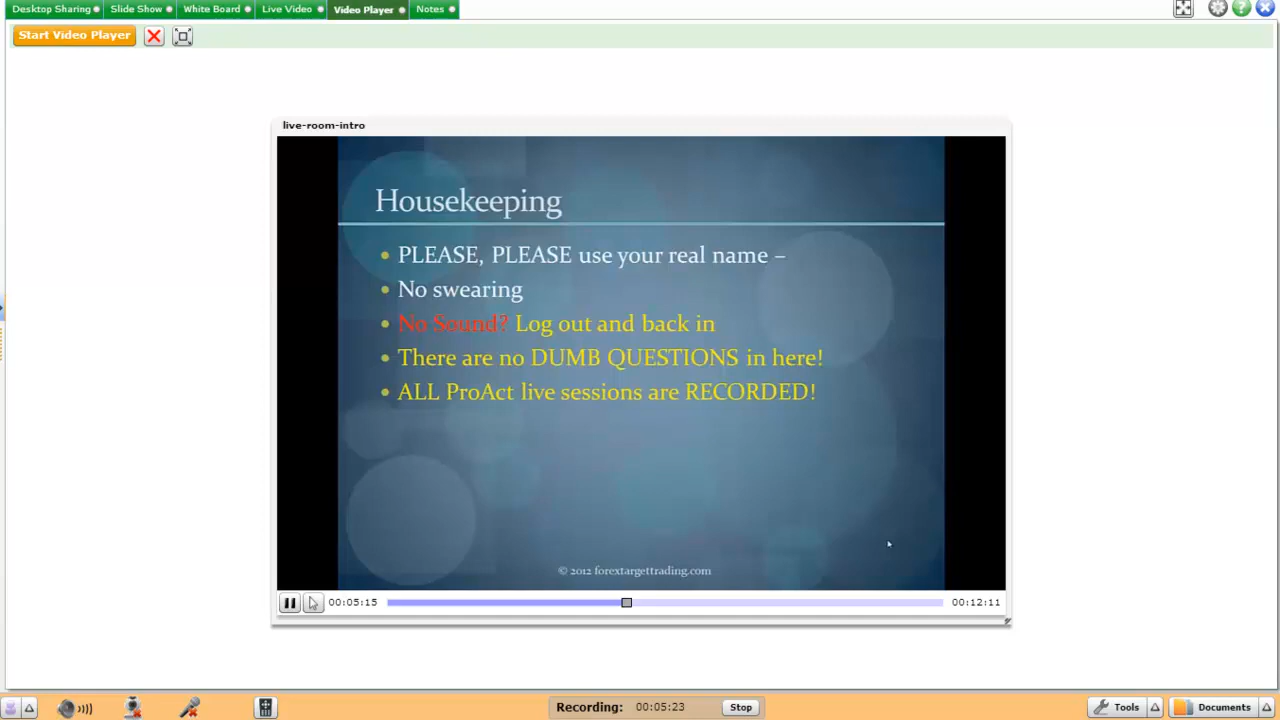 Desktop Sharing Slide Show White Board Live Video Video Player Notes
Start Video Player
live-room-intro
Housekeeping
PLEASE, PLEASE use your real name –
No swearing
No Sound? Log out and back in
There are no DUMB QUESTIONS in here!
ALL ProAct live sessions are RECORDED!
© 2012 forextargettrading.com
00:05:15 00:12:11
Recording: 00:05:23 Stop Tools Documents